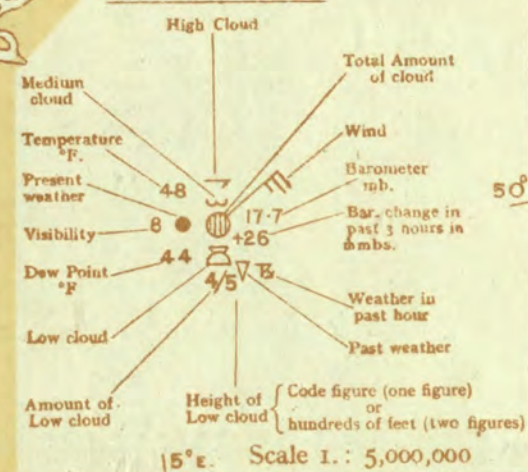 High Cloud
Total Amount
of cloud
Medium
cloud
Wind
Temperature
°F.
Barometer
mb.
Present
weather
48
50°
8
17·7
Bar. change in
past 3 hours in
mbs.
Visibility
+26
Dew Point
°F
44
4/5
Weather in
past hour
Low cloud
Past weather
Amount of
Low cloud
Height of
Low cloud
Code figure (one figure)
or
hundreds of feet (two figures)
15°E.
Scale 1.: 5,000,000